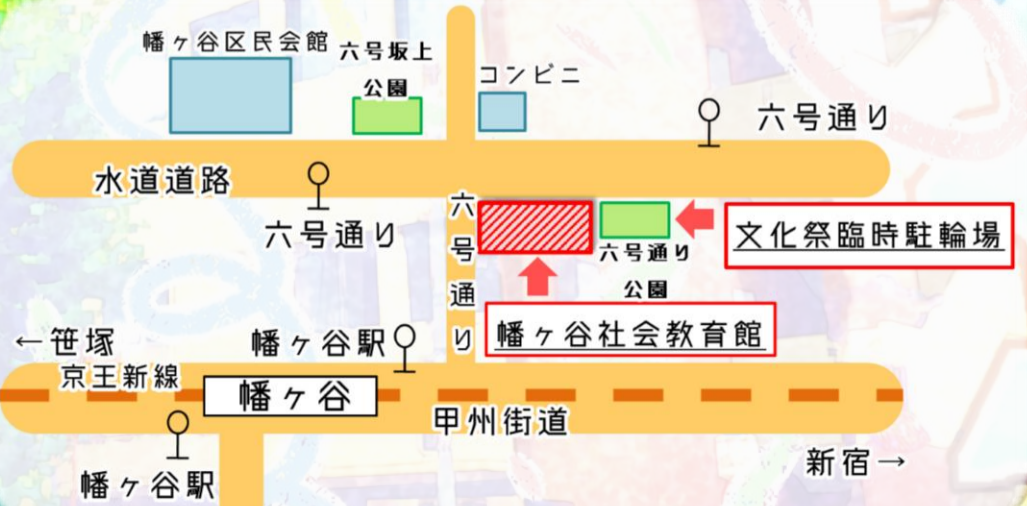 幡ヶ谷区民会館
六号坂上
公園
コンビニ
六号通り
水道道路
六号通り
六号通り
六号通り
公園
文化祭臨時駐輪場
幡ヶ谷社会教育館
←笹塚
京王新線
幡ヶ谷駅
幡ヶ谷
甲州街道
幡ヶ谷駅
新宿→